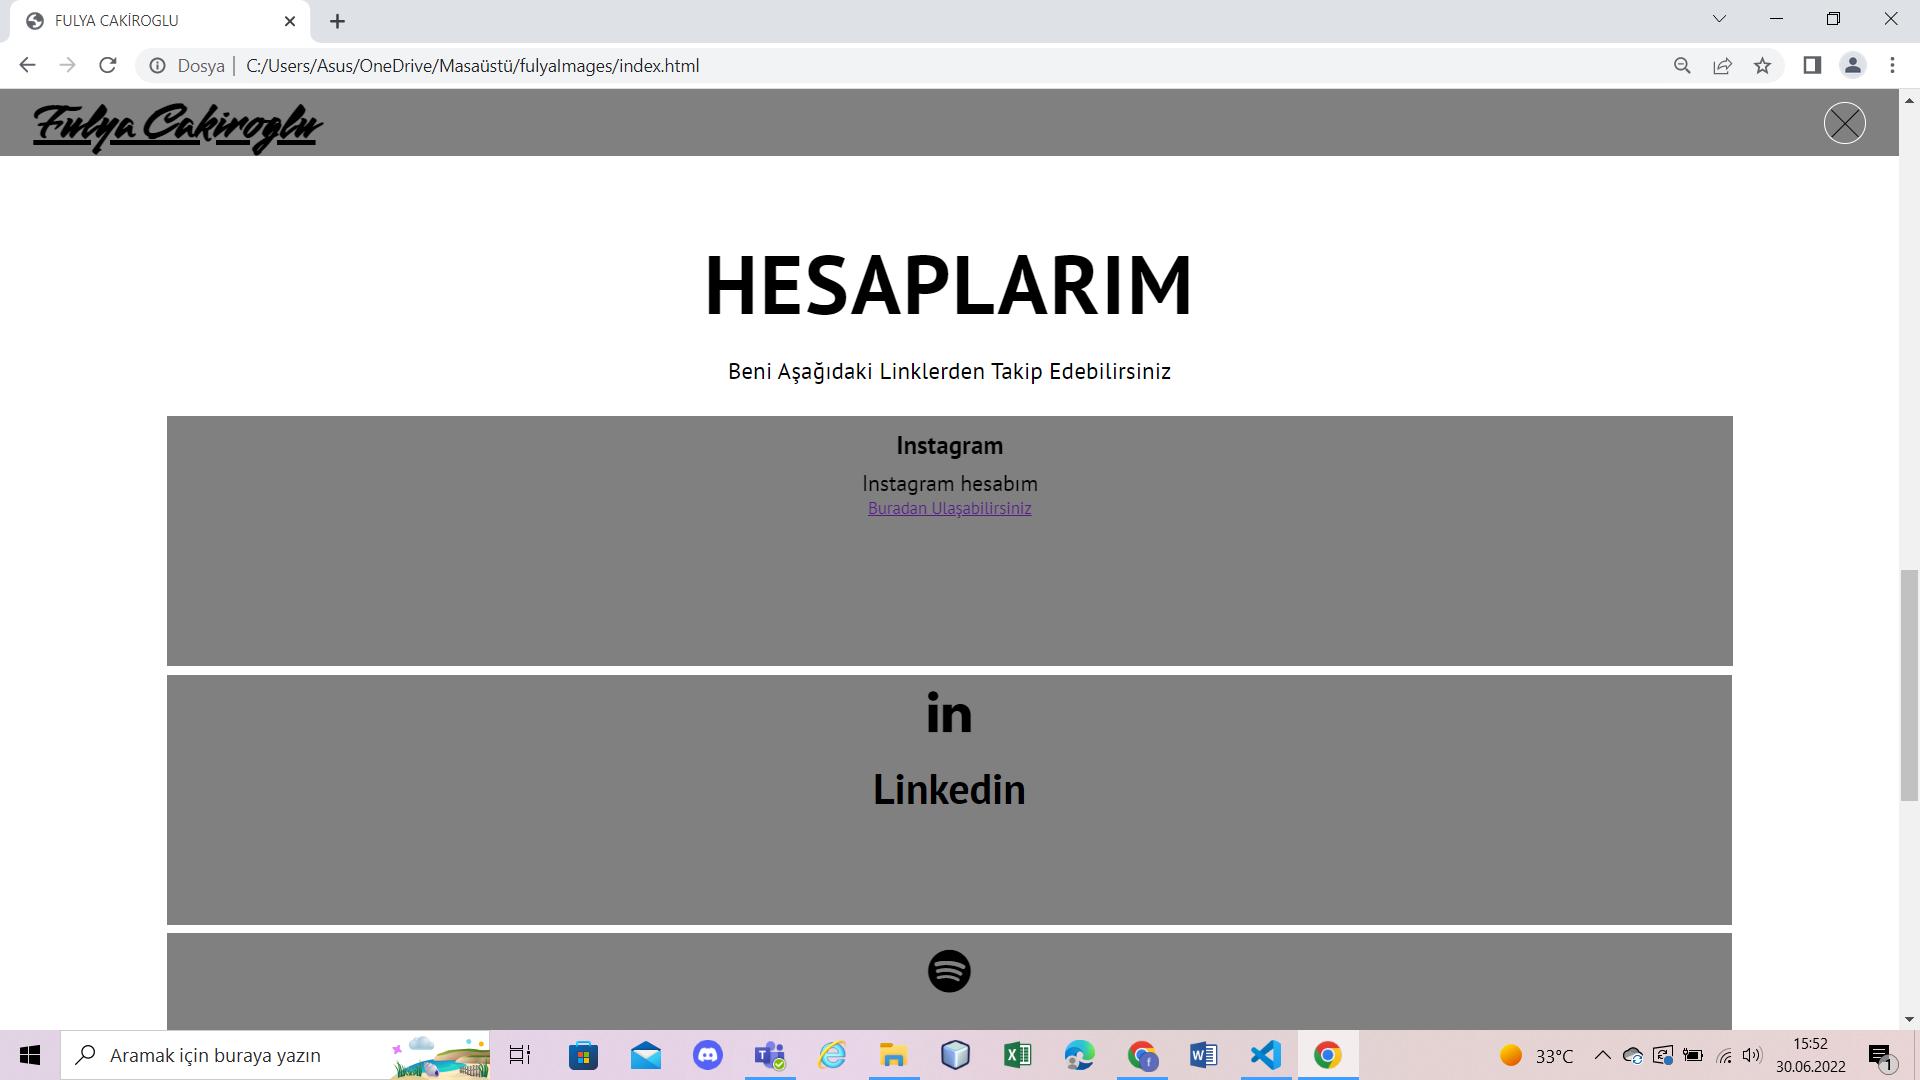 FULYA CAKİROGLU
Dosya | C:/Users/Asus/OneDrive/Masaüstü/fulyaImages/index.html
Fulya Cakiroglu
HESAPLARIM
Beni Aşağıdaki Linklerden Takip Edebilirsiniz
Instagram
Instagram hesabım
Buradan Ulaşabilirsiniz
in
Linkedin
Aramak için buraya yazın
33°C
15:52
30.06.2022
1